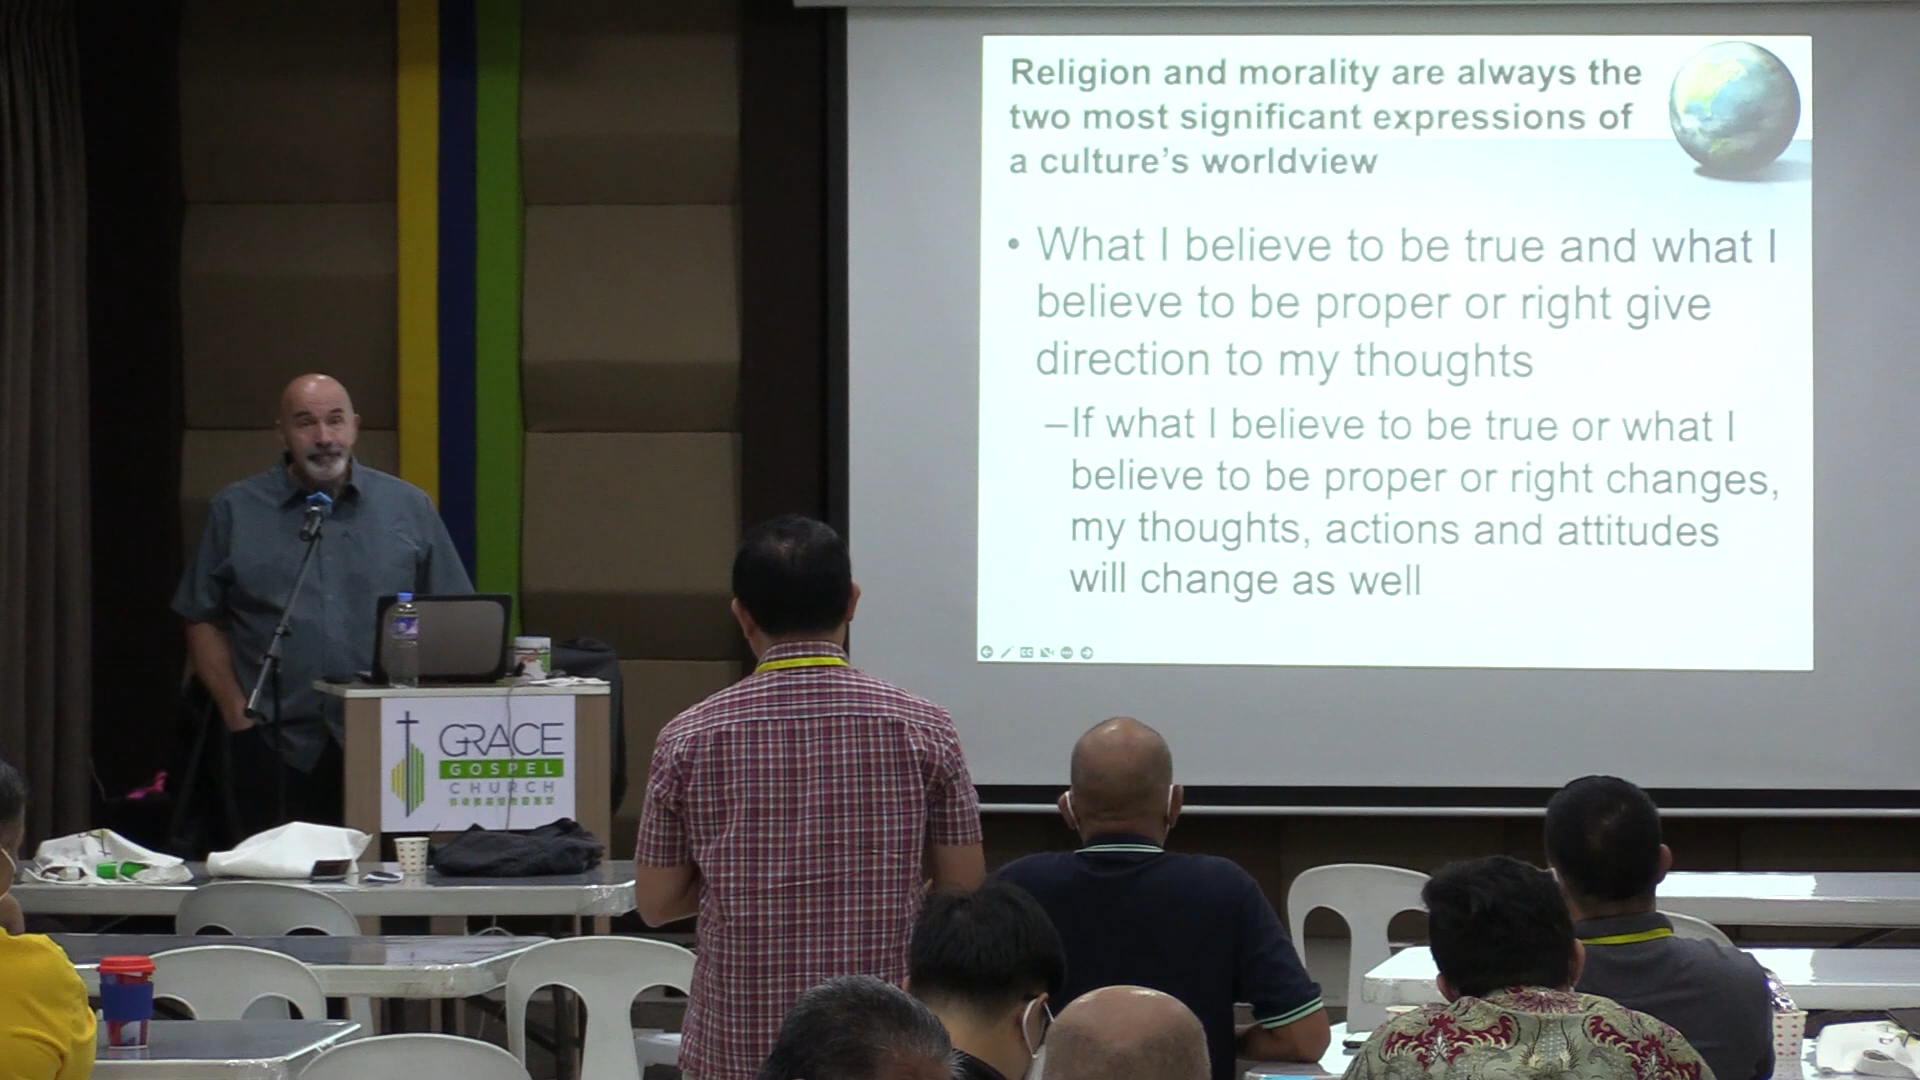 Religion and morality are always the
two most significant expressions of
a culture's worldview
• What I believe to be true and what I
believe to be proper or right give
direction to my thoughts
–If what I believe to be true or what I
believe to be proper or right changes,
my thoughts, actions and attitudes
will change as well
GRACE
GOSPEL
CHURCH